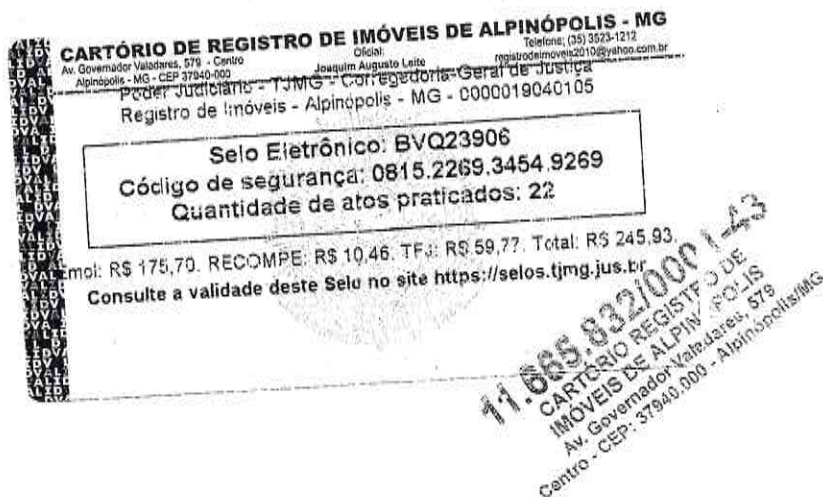 CARTÓRIO DE REGISTRO DE IMÓVEIS DE ALPINÓPOLIS - MG
Av. Governador Valadares, 579 - Centro
Alpinópolis - MG - CEP 37940-000
Oficial:
Joaquim Augusto Leite
Telefone: (35) 3523-1212
registrodeimoveis2010@yahoo.com.br
Poder Judiciário - TJMG - Corregedoria-Geral de Justiça
Registro de Imóveis - Alpinópolis - MG - 0000019040105
Selo Eletrônico: BVQ23906
Código de segurança: 0815.2269.3454.9269
Quantidade de atos praticados: 22
Emol: R$ 175,70. RECOMPE: R$ 10,46. TFJ: R$ 59,77. Total: R$ 245,93.
Consulte a validade deste Selo no site https://selos.tjmg.jus.br
11.665.832/0001-43
CARTÓRIO REGISTRO DE
IMÓVEIS DE ALPINÓPOLIS
Av. Governador Valadares, 579
Centro - CEP: 37940.000 - Alpinópolis/MG